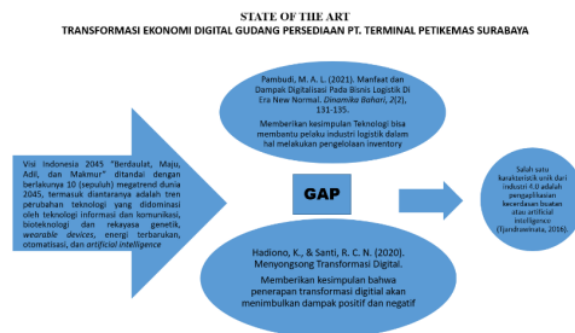 STATE OF THE ART
TRANSFORMASI EKONOMI DIGITAL GUDANG PERSEDIAAN PT. TERMINAL PETIKEMAS SURABAYA
Visi Indonesia 2045 "Berdaulat, Maju,
Adil, dan Makmur" ditandai dengan
berlakunya 10 (sepuluh) megatrend dunia
2045, termasuk diantaranya adalah tren
perubahan teknologi yang didominasi
oleh teknologi informasi dan komunikasi,
bioteknologi dan rekayasa genetik,
wearable devices, energi terbarukan,
otomatisasi, dan artificial intelligence
Pambudi, M. A. L. (2021). Manfaat dan
Dampak Digitalisasi Pada Bisnis Logistik Di
Era New Normal. Dinamika Bahari, 2(2),
131-135.
Memberikan kesimpulan Teknologi bisa
membantu pelaku industri logistik dalam
hal melakukan pengelolaan inventory
GAP
Hadiono, K., & Santi, R. C. N. (2020).
Menyongsong Transformasi Digital.
Memberikan kesimpulan bahwa
penerapan transformasi digitial akan
menimbulkan dampak positif dan negatif
Salah satu
karakteristik unik dari
industri 4.0 adalah
pengaplikasian
kecerdasan buatan
atau artificial
intelligence
(Tjandrawinata, 2016).